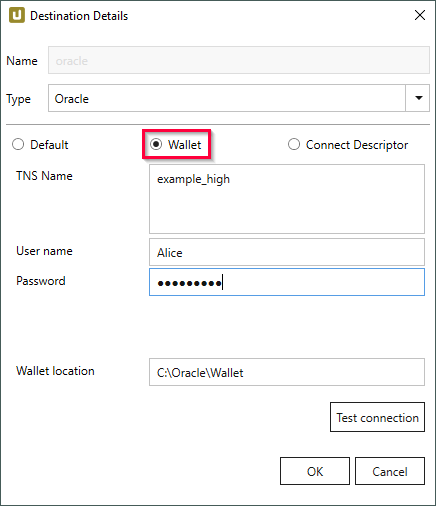 Destination Details
Name oracle
Type Oracle
Default Wallet Connect Descriptor
TNS Name example_high
User name Alice
Password ●●●●●●●●●
Wallet location C:\Oracle\Wallet
Test connection
OK Cancel